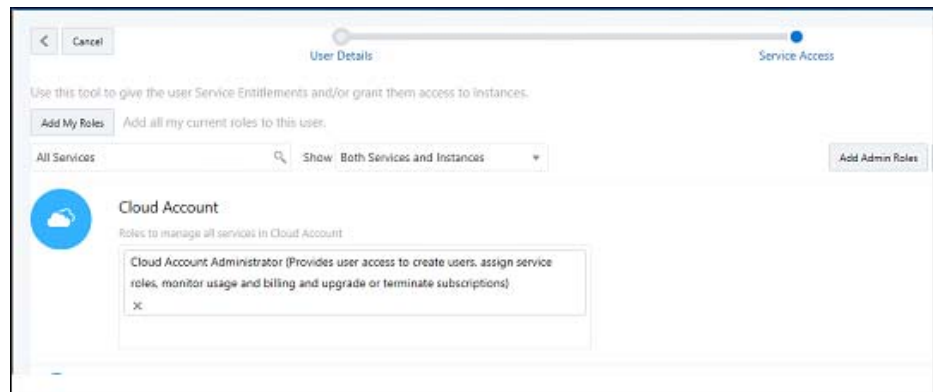 Cancel
User Details
Service Access
Use this tool to give the user Service Entitlements and/or grant them access to instances.
Add My Roles Add all my current roles to this user.
All Services Show Both Services and Instances Add Admin Roles
Cloud Account
Roles to manage all services in Cloud Account
Cloud Account Administrator (Provides user access to create users, assign service
roles, monitor usage and billing and upgrade or terminate subscriptions)